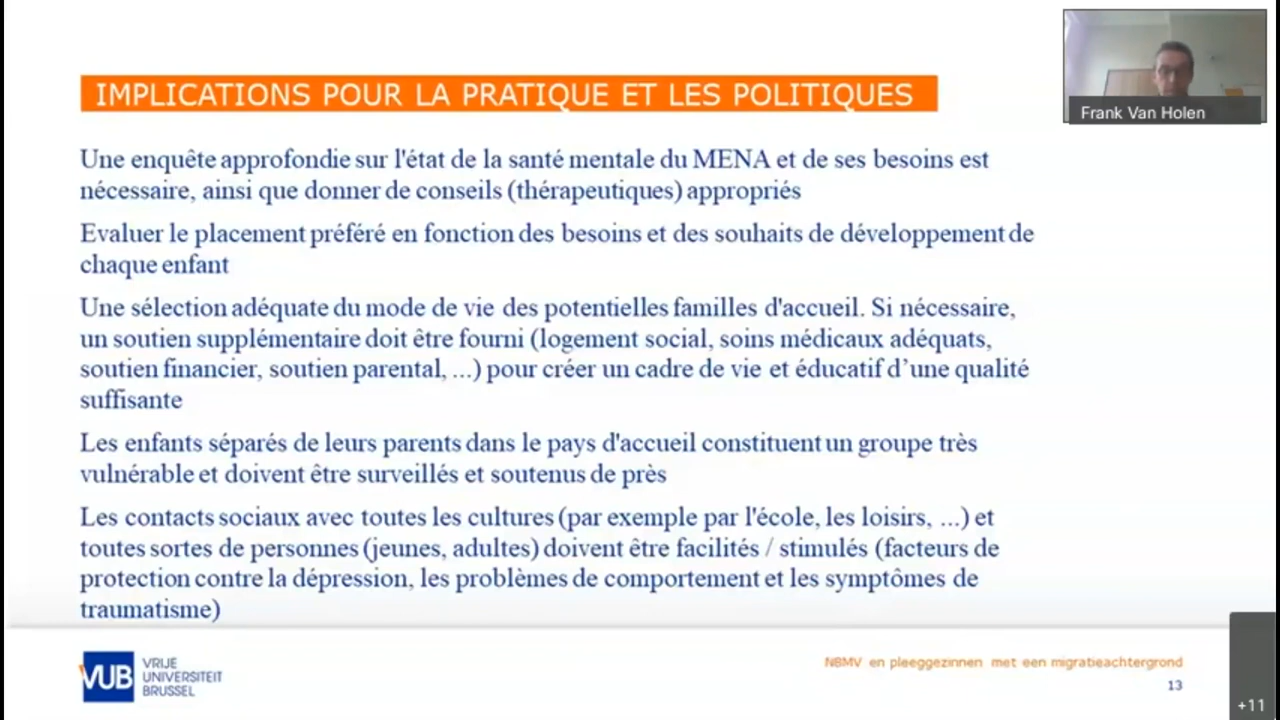 IMPLICATIONS POUR LA PRATIQUE ET LES POLITIQUES
Frank Van Holen
Une enquête approfondie sur l'état de la santé mentale du MENA et de ses besoins est
nécessaire, ainsi que donner de conseils (thérapeutiques) appropriés
Evaluer le placement préféré en fonction des besoins et des souhaits de développement de
chaque enfant
Une sélection adéquate du mode de vie des potentielles familles d'accueil. Si nécessaire,
un soutien supplémentaire doit être fourni (logement social, soins médicaux adéquats,
soutien financier, soutien parental, ...) pour créer un cadre de vie et éducatif d’une qualité
suffisante
Les enfants séparés de leurs parents dans le pays d'accueil constituent un groupe très
vulnérable et doivent être surveillés et soutenus de près
Les contacts sociaux avec toutes les cultures (par exemple par l'école, les loisirs, ...) et
toutes sortes de personnes (jeunes, adultes) doivent être facilités / stimulés (facteurs de
protection contre la dépression, les problèmes de comportement et les symptômes de
traumatisme)
VUB
VRIJE
UNIVERSITEIT
BRUSSEL
NBMV en pleeggezinnen met een migratieachtergrond
13
+11